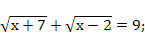 √(x + 7) + √(x − 2) = 9;